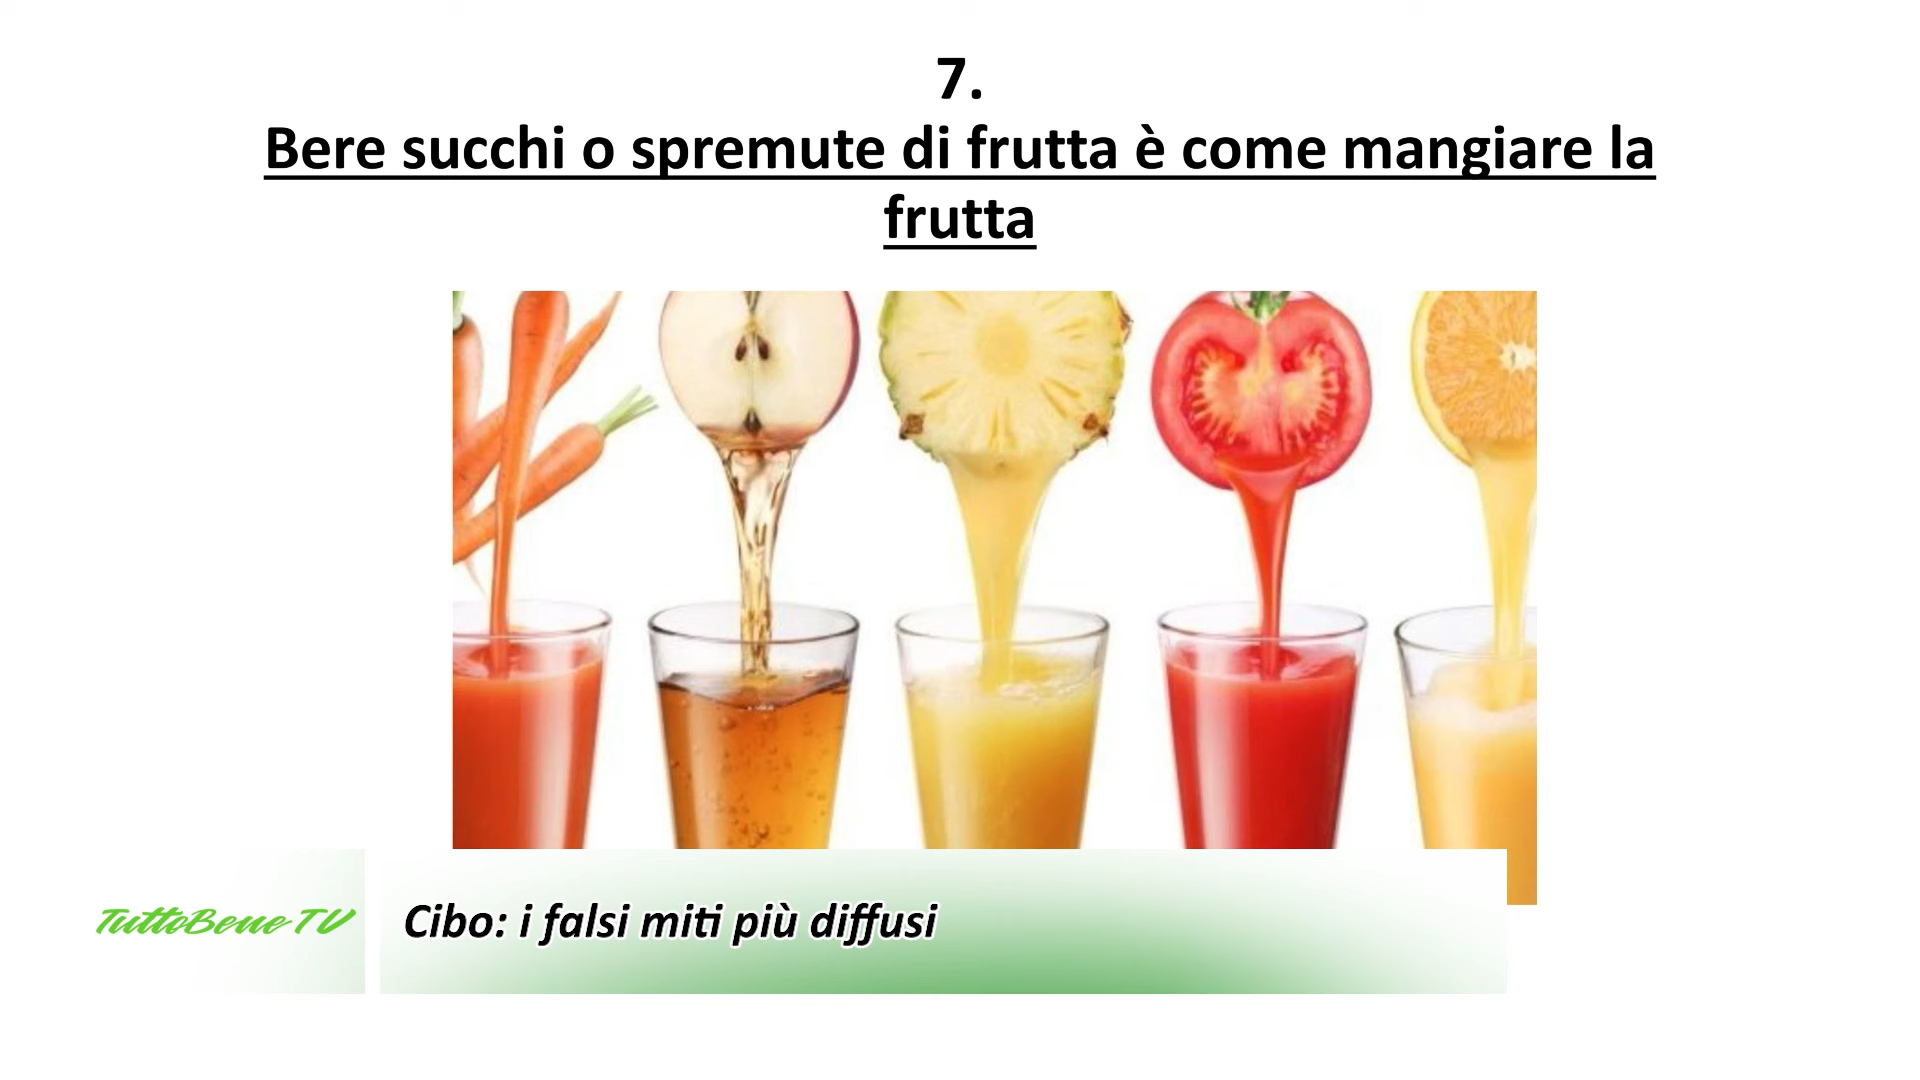 7.
Bere succhi o spremute di frutta è come mangiare la
frutta
TuttoBene TV
Cibo: i falsi miti più diffusi